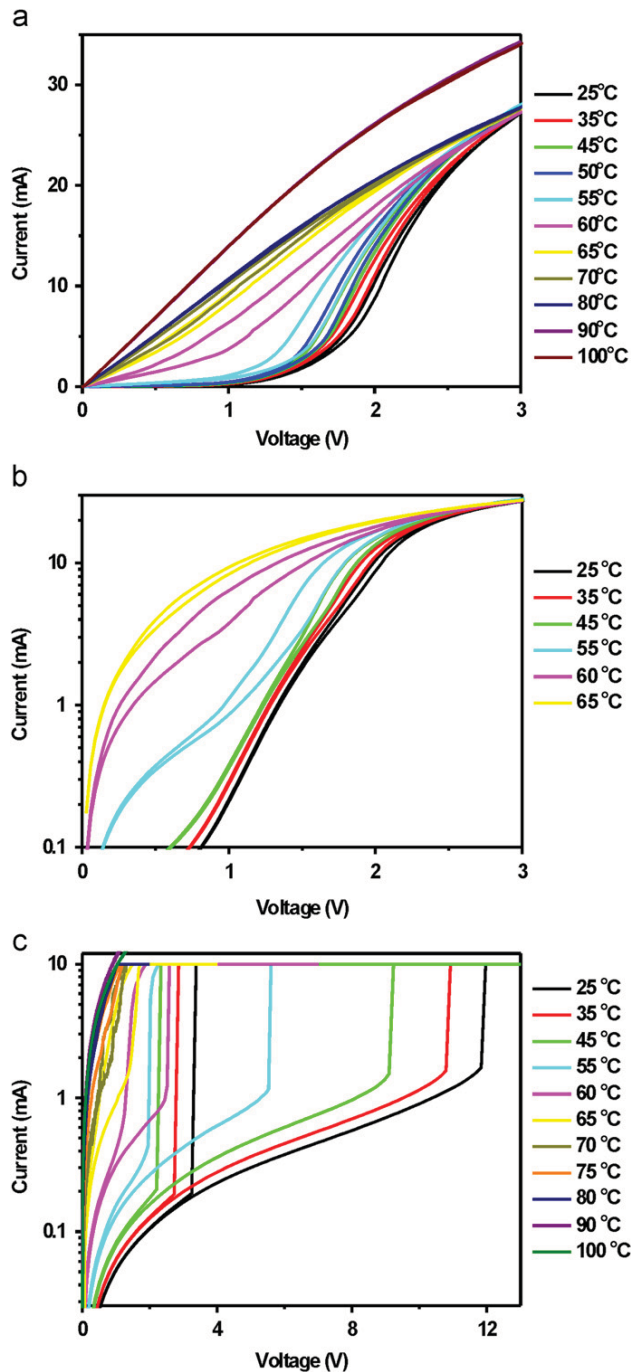 a
30
20
10
0
Current (mA)
0 1 2 3
Voltage (V)
25°C
35°C
45°C
50°C
55°C
60°C
65°C
70°C
80°C
90°C
100°C
b
10
1
0.1
Current (mA)
0 1 2 3
Voltage (V)
25 °C
35 °C
45 °C
55 °C
60 °C
65 °C
c
10
1
0.1
Current (mA)
0 4 8 12
Voltage (V)
25 °C
35 °C
45 °C
55 °C
60 °C
65 °C
70 °C
75 °C
80 °C
90 °C
100 °C